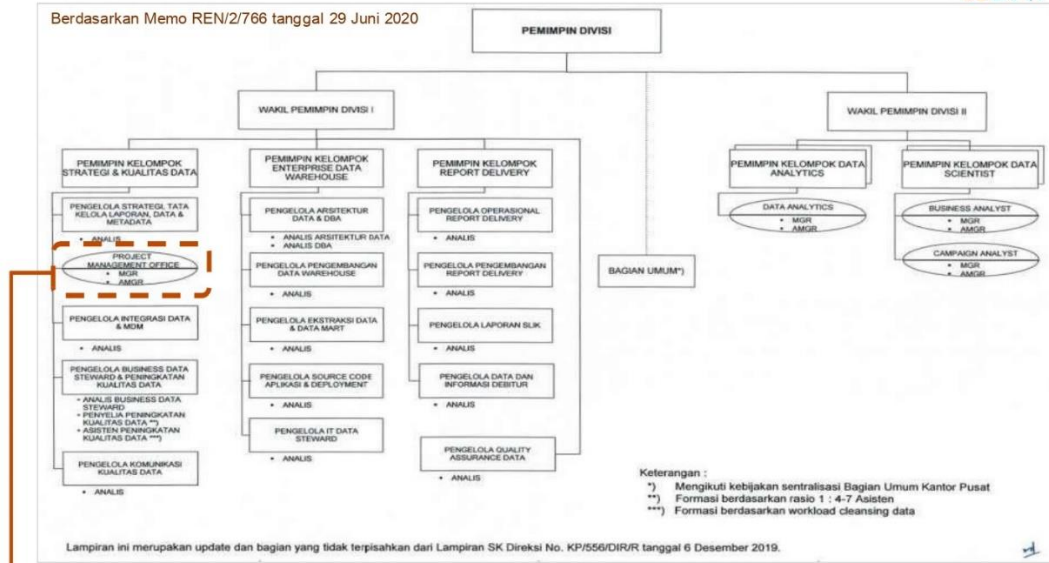 Berdasarkan Memo REN/2/766 tanggal 29 Juni 2020
PEMIMPIN DIVISI
WAKIL PEMIMPIN DIVISI I
WAKIL PEMIMPIN DIVISI II
BAGIAN UMUM*)
PEMIMPIN KELOMPOK
STRATEGI & KUALITAS DATA
PENGELOLA STRATEGI, TATA
KELOLA LAPORAN, DATA &
METADATA
• ANALIS
PROJECT
MANAGEMENT OFFICE
• MGR
• AMGR
PENGELOLA INTEGRASI DATA
& MDM
• ANALIS
PENGELOLA BUSINESS DATA
STEWARD & PENINGKATAN
KUALITAS DATA
• ANALIS BUSINESS DATA
STEWARD
• PENYELIA PENINGKATAN
KUALITAS DATA **)
• ASISTEN PENINGKATAN
KUALITAS DATA ***)
PENGELOLA KOMUNIKASI
KUALITAS DATA
• ANALIS
PEMIMPIN KELOMPOK
ENTERPRISE DATA
WAREHOUSE
PENGELOLA ARSITEKTUR
DATA & DBA
• ANALIS ARSITEKTUR DATA
• ANALIS DBA
PENGELOLA PENGEMBANGAN
DATA WAREHOUSE
• ANALIS
PENGELOLA EKSTRAKSI DATA
& DATA MART
• ANALIS
PENGELOLA SOURCE CODE
APLIKASI & DEPLOYMENT
• ANALIS
PENGELOLA IT DATA
STEWARD
• ANALIS
PEMIMPIN KELOMPOK
REPORT DELIVERY
PENGELOLA OPERASIONAL
REPORT DELIVERY
• ANALIS
PENGELOLA PENGEMBANGAN
REPORT DELIVERY
• ANALIS
PENGELOLA LAPORAN SLIK
• ANALIS
PENGELOLA DATA DAN
INFORMASI DEBITUR
• ANALIS
PENGELOLA QUALITY
ASSURANCE DATA
• ANALIS
PEMIMPIN KELOMPOK DATA
ANALYTICS
DATA ANALYTICS
• MGR
• AMGR
PEMIMPIN KELOMPOK DATA
SCIENTIST
BUSINESS ANALYST
• MGR
• AMGR
CAMPAIGN ANALYST
• MGR
• AMGR
Keterangan :
*) Mengikuti kebijakan sentralisasi Bagian Umum Kantor Pusat
**) Formasi berdasarkan rasio 1 : 4-7 Asisten
***) Formasi berdasarkan workload cleansing data
Lampiran ini merupakan update dan bagian yang tidak terpisahkan dari Lampiran SK Direksi No. KP/556/DIR/R tanggal 6 Desember 2019.